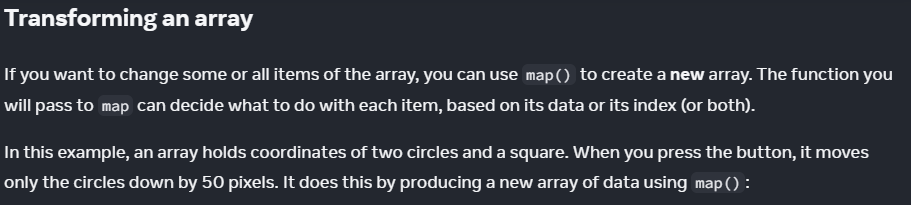 Transforming an array
If you want to change some or all items of the array, you can use map() to create a new array. The function you
will pass to map can decide what to do with each item, based on its data or its index (or both).
In this example, an array holds coordinates of two circles and a square. When you press the button, it moves
only the circles down by 50 pixels. It does this by producing a new array of data using map():